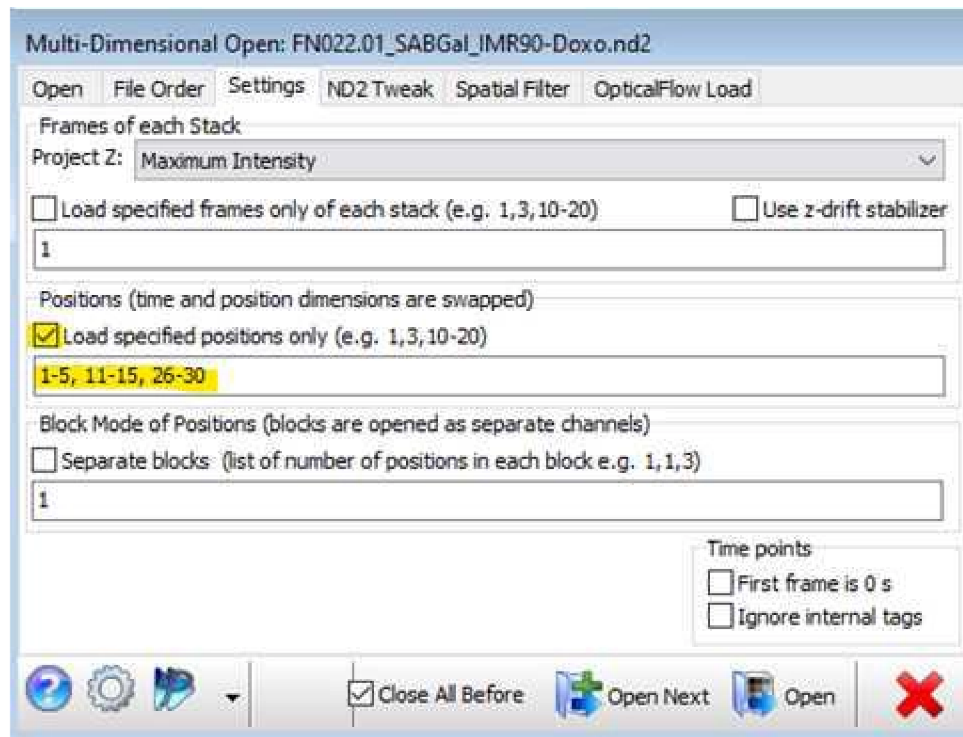 Multi-Dimensional Open: FN022.01_SABGal_IMR90-Doxo.nd2
Open File Order Settings ND2 Tweak Spatial Filter OpticalFlow Load
Frames of each Stack
Project Z: Maximum Intensity
Load specified frames only of each stack (e.g. 1,3,10-20) Use z-drift stabilizer
1
Positions (time and position dimensions are swapped)
Load specified positions only (e.g. 1,3,10-20)
1-5, 11-15, 26-30
Block Mode of Positions (blocks are opened as separate channels)
Separate blocks (list of number of positions in each block e.g. 1,1,3)
1
Time points
First frame is 0 s
Ignore internal tags
Close All Before Open Next Open